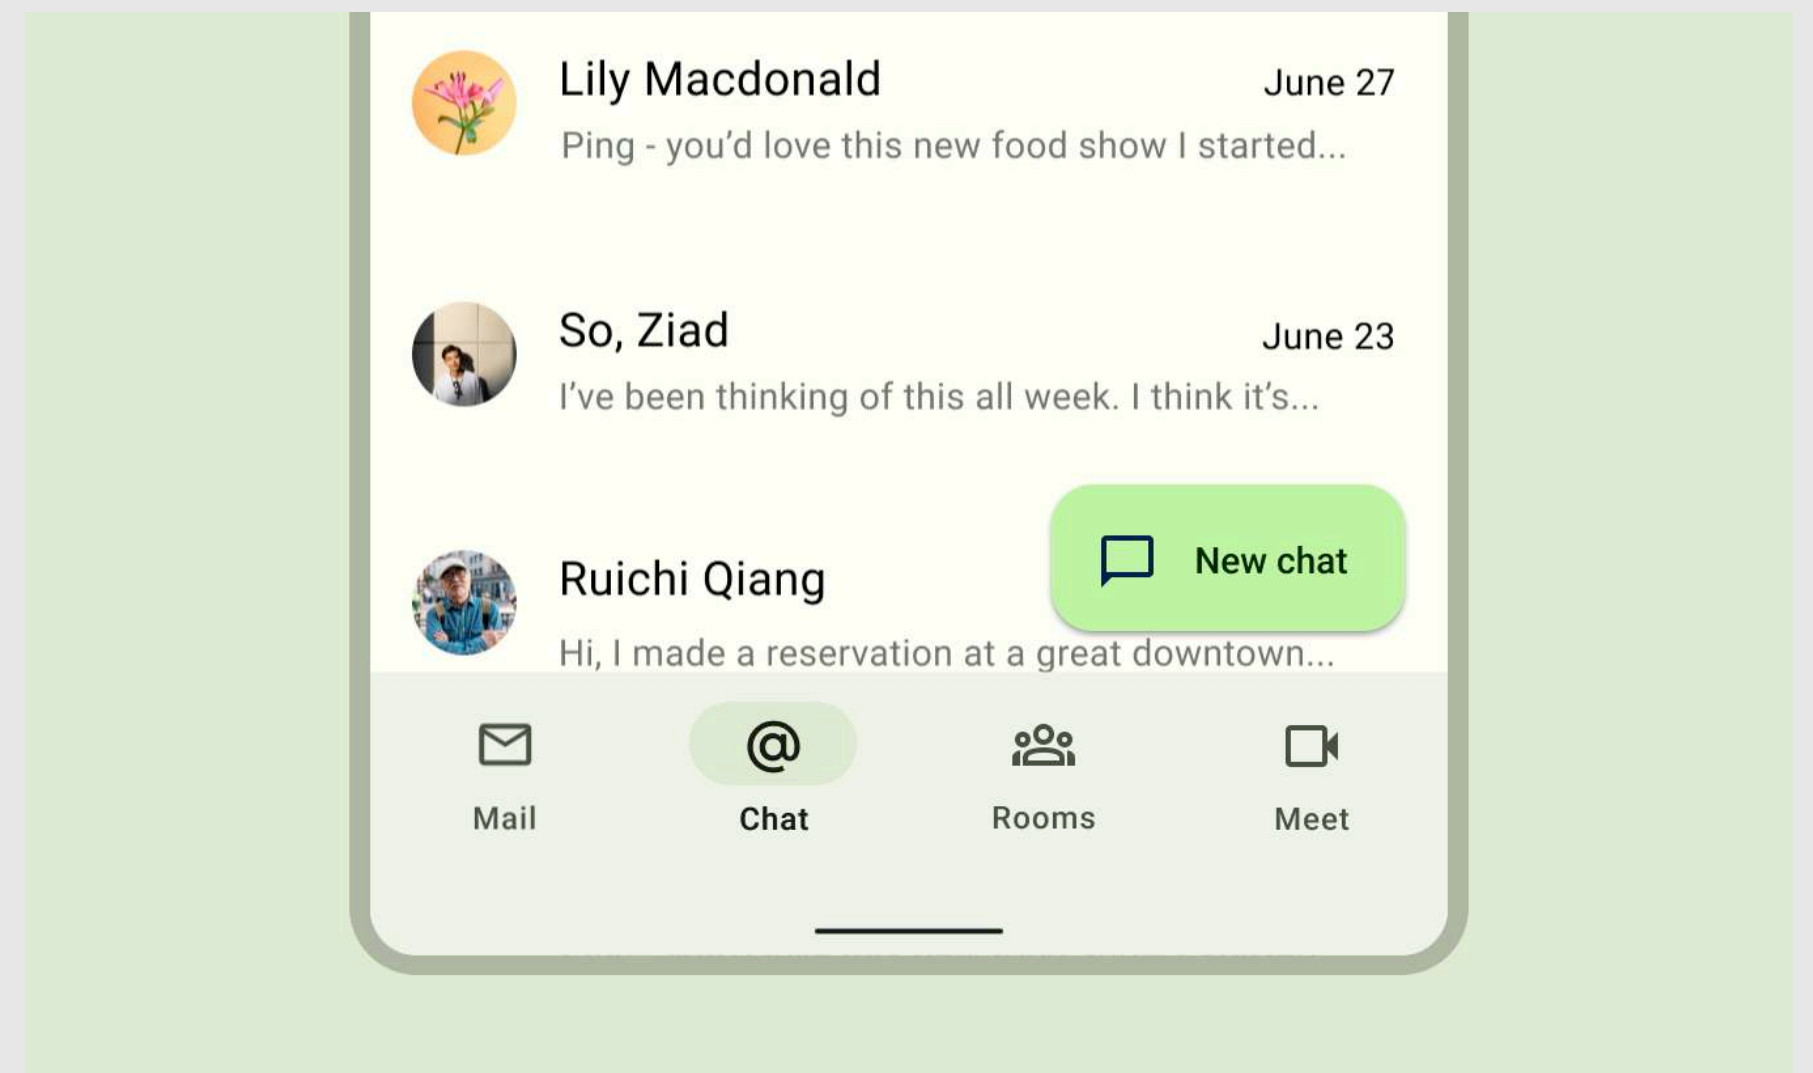 Lily Macdonald
June 27
Ping - you’d love this new food show I started...
So, Ziad
June 23
I’ve been thinking of this all week. I think it’s...
Ruichi Qiang
New chat
Hi, I made a reservation at a great downtown...
Mail
Chat
Rooms
Meet